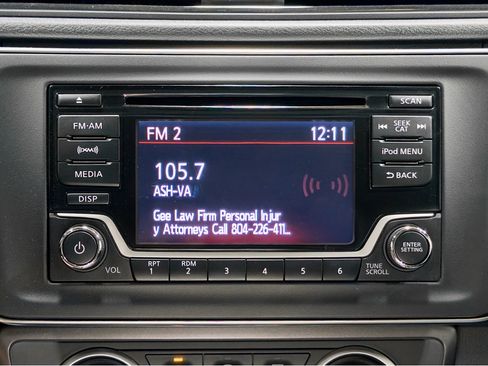 SCAN
FM·AM
SEEK
CAT
FM 2 12:11
((XM))
iPod MENU
105.7
MEDIA
BACK
ASH-VA
DISP
Gee Law Firm Personal Injur
y Attorneys Call 804-226-411...
ENTER
SETTING
VOL
RPT
1
RDM
2
3
4
5
6
TUNE
SCROLL